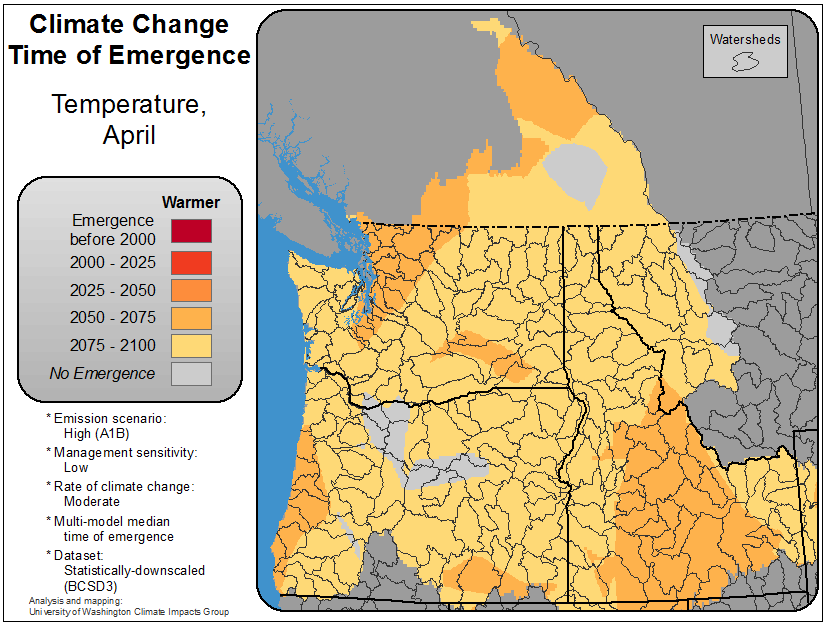 Climate Change
Time of Emergence
Temperature,
April
Warmer
Emergence
before 2000
2000 - 2025
2025 - 2050
2050 - 2075
2075 - 2100
No Emergence
* Emission scenario:
High (A1B)
* Management sensitivity:
Low
* Rate of climate change:
Moderate
* Multi-model median
time of emergence
* Dataset:
Statistically-downscaled
(BCSD3)
Analysis and mapping:
University of Washington Climate Impacts Group
Watersheds